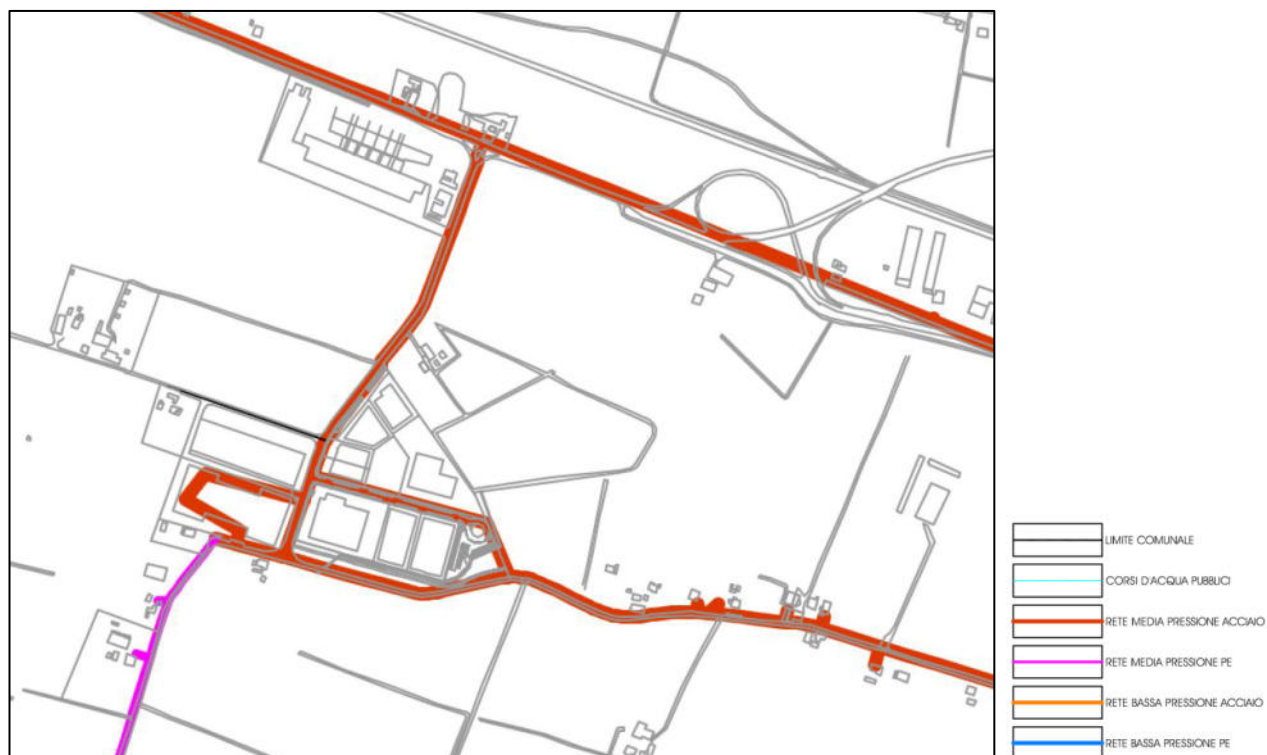 LIMITE COMUNALE
CORSI D'ACQUA PUBBLICI
RETE MEDIA PRESSIONE ACCIAIO
RETE MEDIA PRESSIONE PE
RETE BASSA PRESSIONE ACCIAIO
RETE BASSA PRESSIONE PE